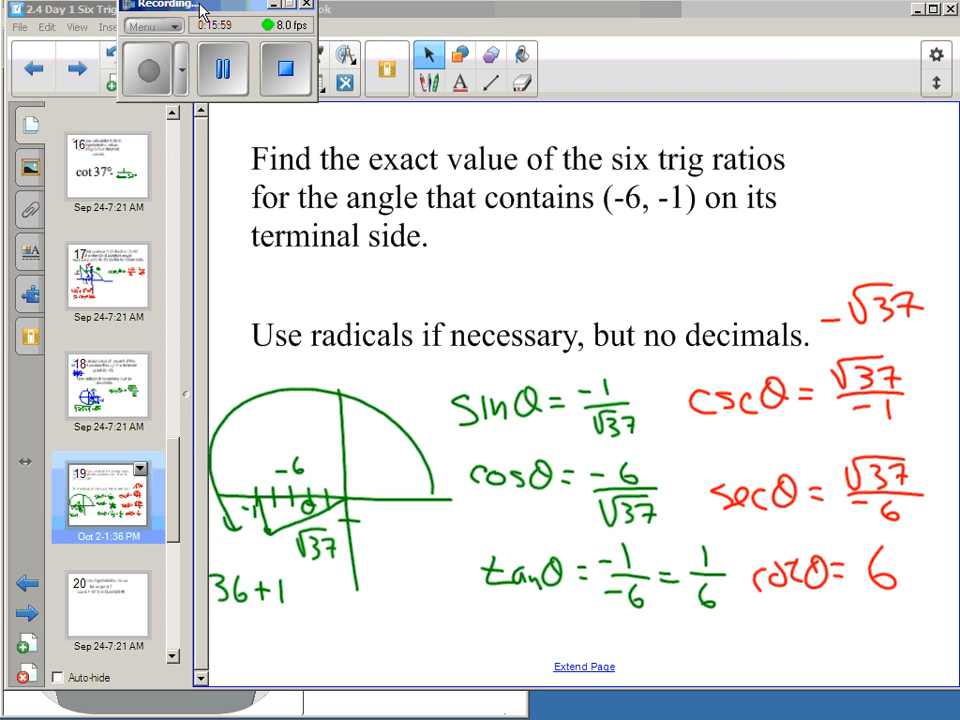 2.4 Day 1 Six Trig
Recording...
Menu
0:15:59
8.0 fps
File
Edit
View
16
cot 37°
Sep 24-7:21 AM
17
Sep 24-7:21 AM
18
Sep 24-7:21 AM
19
Oct 2-1:36 PM
20
Sep 24-7:21 AM
Auto-hide
Find the exact value of the six trig ratios
for the angle that contains (-6, -1) on its
terminal side.
Use radicals if necessary, but no decimals.
-√37
sinθ = -1/√37
cscθ = √37/-1
cosθ = -6/√37
secθ = √37/-6
tanθ = -1/-6 = 1/6
cotθ = 6
-6
-1
θ
√37
36+1
Extend Page